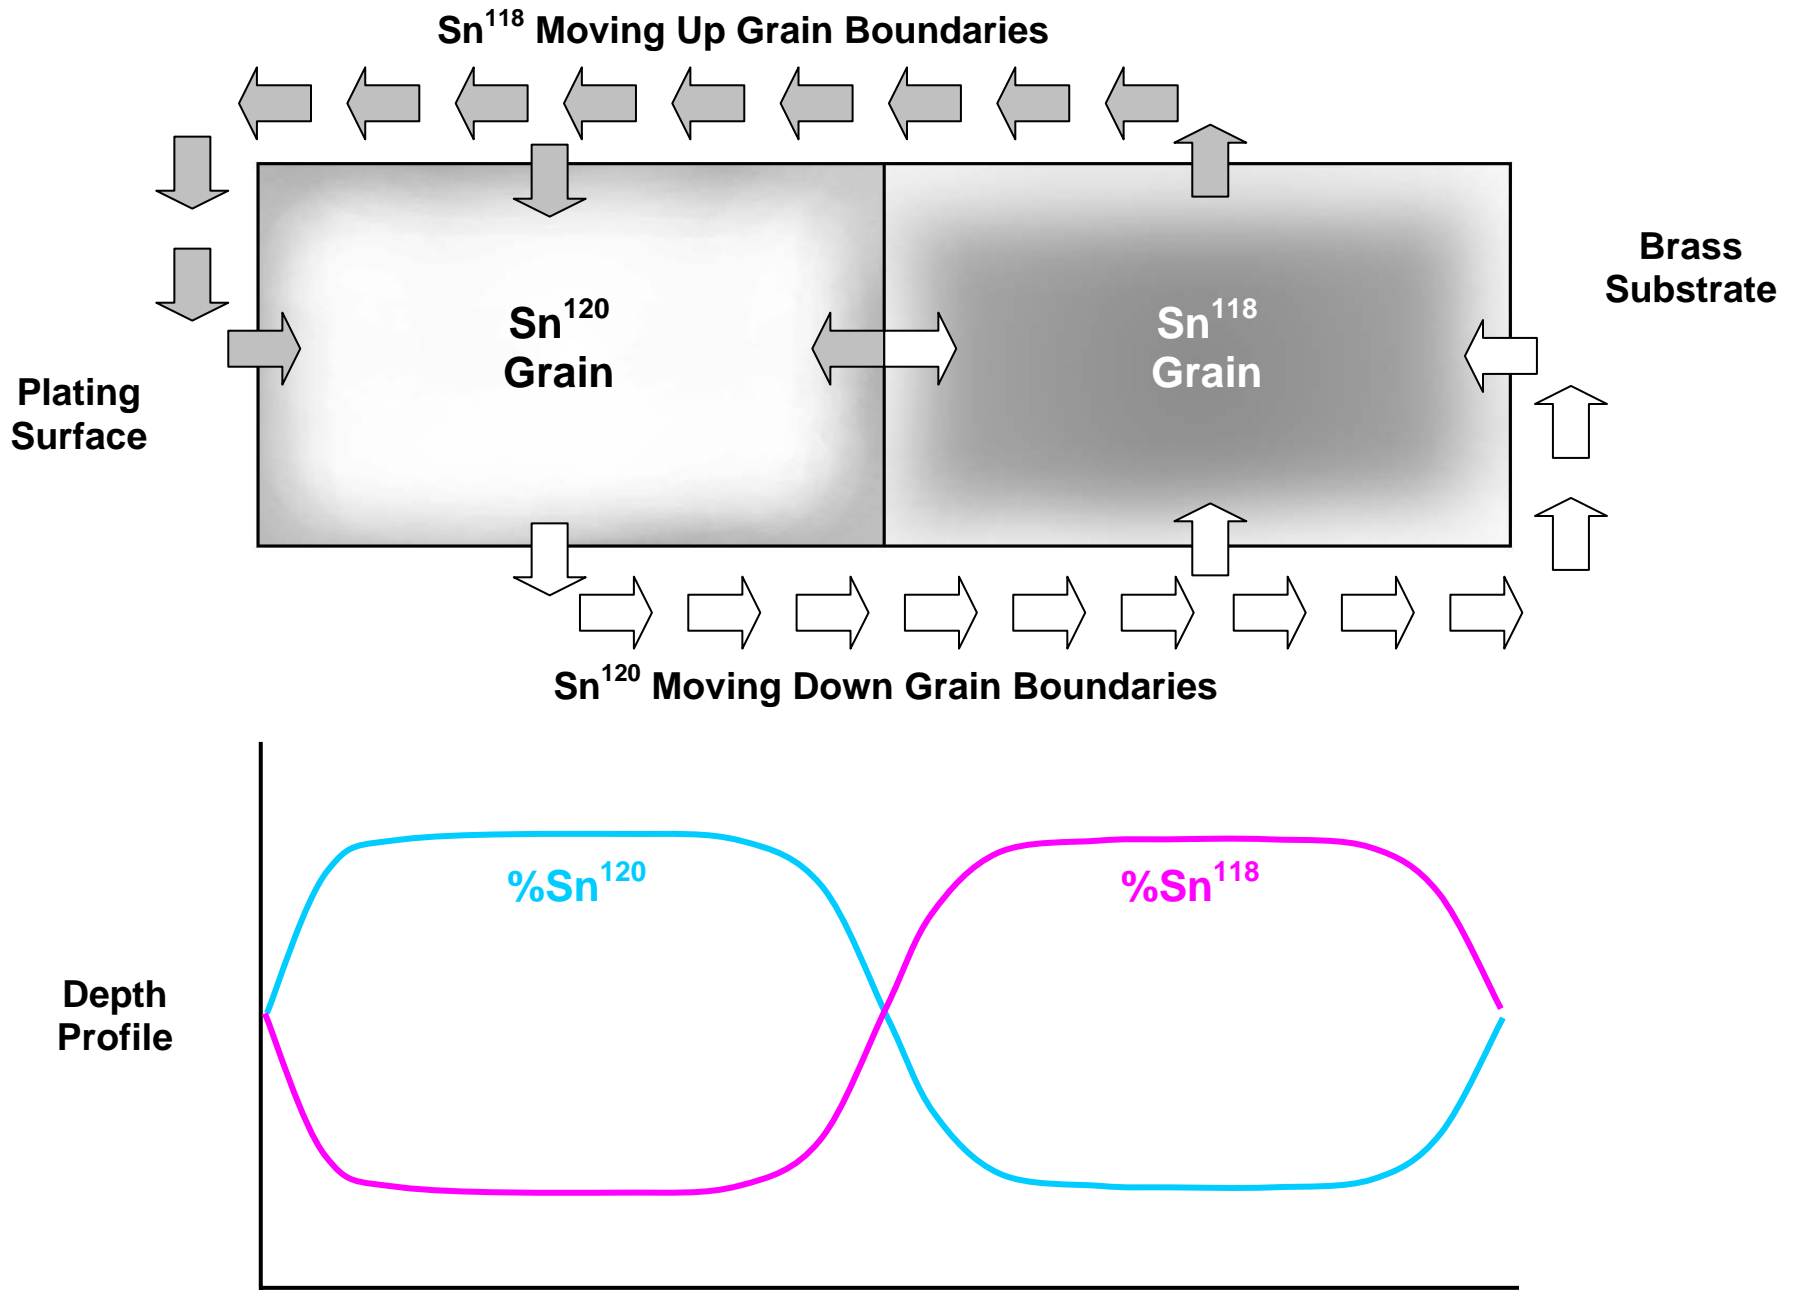 Sn¹¹⁸ Moving Up Grain Boundaries
Brass
Substrate
Sn¹²⁰
Grain
Sn¹¹⁸
Grain
Plating
Surface
Sn¹²⁰ Moving Down Grain Boundaries
%Sn¹²⁰
%Sn¹¹⁸
Depth
Profile